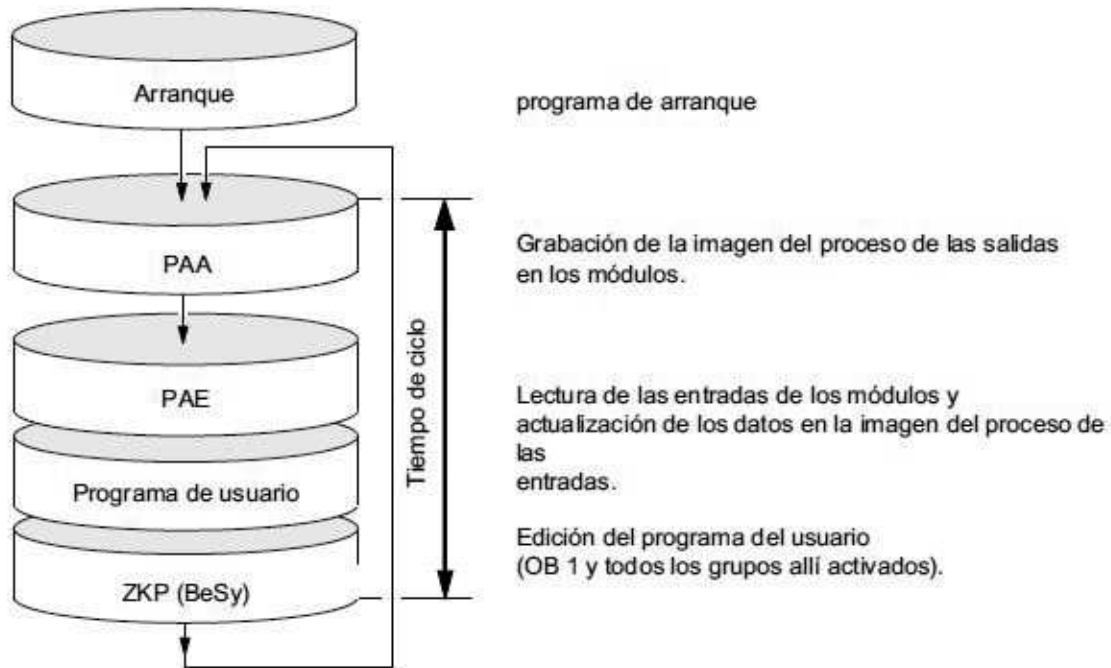 Arranque
programa de arranque
PAA
Grabación de la imagen del proceso de las salidas
en los módulos.
Tiempo de ciclo
PAE
Lectura de las entradas de los módulos y
actualización de los datos en la imagen del proceso de
las
entradas.
Programa de usuario
Edición del programa del usuario
(OB 1 y todos los grupos allí activados).
ZKP (BeSy)